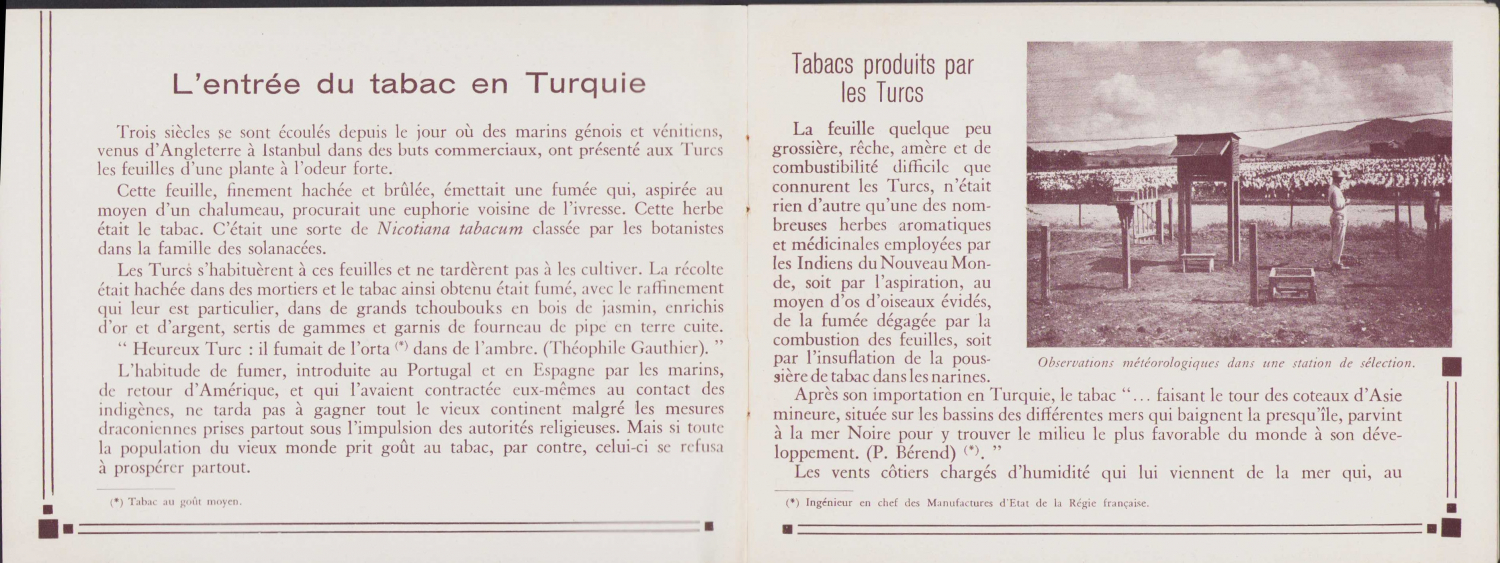 L'entrée du tabac en Turquie
Trois siècles se sont écoulés depuis le jour où des marins génois et vénitiens,
venus d'Angleterre à Istanbul dans des buts commerciaux, ont présenté aux Turcs
les feuilles d'une plante à l'odeur forte.
Cette feuille, finement hachée et brûlée, émettait une fumée qui, aspirée au
moyen d'un chalumeau, procurait une euphorie voisine de l'ivresse. Cette herbe
était le tabac. C'était une sorte de Nicotiana tabacum classée par les botanistes
dans la famille des solanacées.
Les Turcs s'habituèrent à ces feuilles et ne tardèrent pas à les cultiver. La récolte
était hachée dans des mortiers et le tabac ainsi obtenu était fumé, avec le raffinement
qui leur est particulier, dans de grands tchoubouks en bois de jasmin, enrichis
d'or et d'argent, sertis de gammes et garnis de fourneau de pipe en terre cuite.
“ Heureux Turc : il fumait de l'orta (*) dans de l'ambre. (Théophile Gauthier). ”
L'habitude de fumer, introduite au Portugal et en Espagne par les marins,
de retour d'Amérique, et qui l'avaient contractée eux-mêmes au contact des
indigènes, ne tarda pas à gagner tout le vieux continent malgré les mesures
draconiennes prises partout sous l'impulsion des autorités religieuses. Mais si toute
la population du vieux monde prit goût au tabac, par contre, celui-ci se refusa
à prospérer partout.
(*) Tabac au goût moyen.
Tabacs produits par
les Turcs
La feuille quelque peu
grossière, rêche, amère et de
combustibilité difficile que
connurent les Turcs, n'était
rien d'autre qu'une des nom-
breuses herbes aromatiques
et médicinales employées par
les Indiens du Nouveau Mon-
de, soit par l'aspiration, au
moyen d'os d'oiseaux évidés,
de la fumée dégagée par la
combustion des feuilles, soit
par l'insuflation de la pous-
sière de tabac dans les narines.
Observations météorologiques dans une station de sélection.
Après son importation en Turquie, le tabac “... faisant le tour des coteaux d'Asie
mineure, située sur les bassins des différentes mers qui baignent la presqu'île, parvint
à la mer Noire pour y trouver le milieu le plus favorable du monde à son déve-
loppement. (P. Bérend) (*). ”
Les vents côtiers chargés d'humidité qui lui viennent de la mer qui, au
(*) Ingénieur en chef des Manufactures d'Etat de la Régie française.